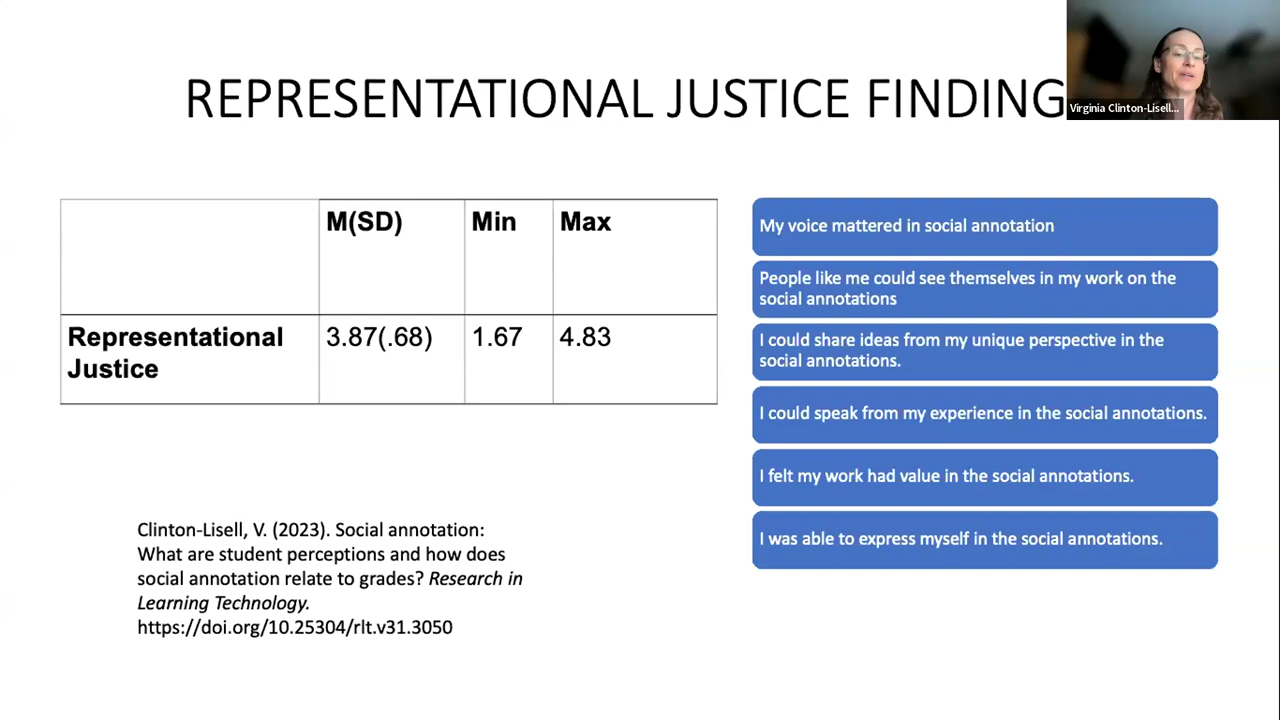 REPRESENTATIONAL JUSTICE FINDING
Virginia Clinton-Lisell...
M(SD) Min Max
Representational Justice 3.87(.68) 1.67 4.83
My voice mattered in social annotation
People like me could see themselves in my work on the
social annotations
I could share ideas from my unique perspective in the
social annotations.
I could speak from my experience in the social annotations.
I felt my work had value in the social annotations.
I was able to express myself in the social annotations.
Clinton-Lisell, V. (2023). Social annotation:
What are student perceptions and how does
social annotation relate to grades? Research in
Learning Technology.
https://doi.org/10.25304/rlt.v31.3050